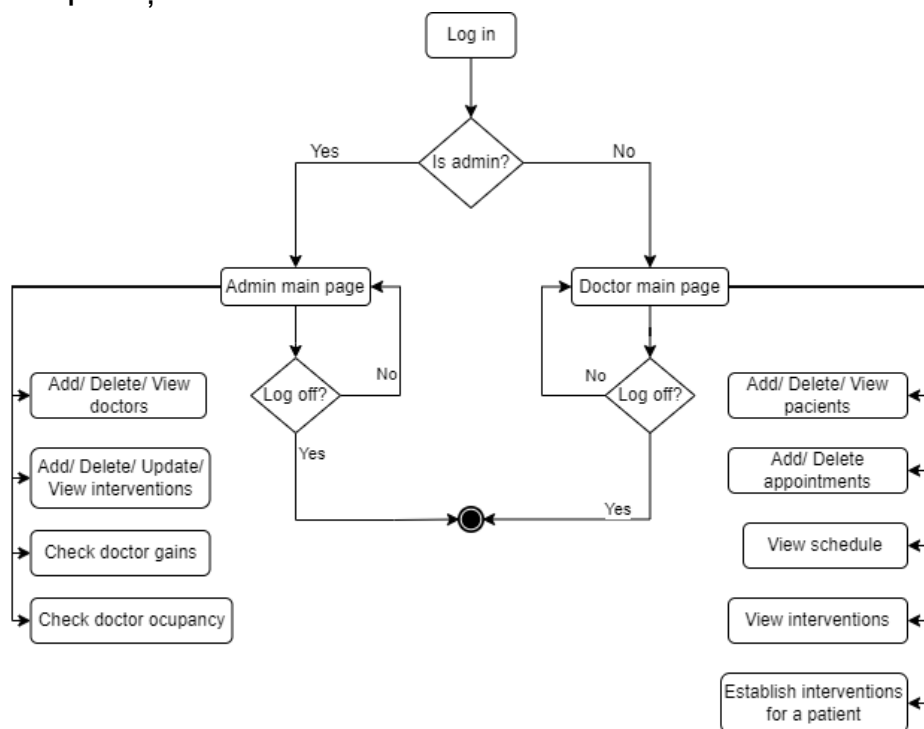 Log in
Is admin?
Yes
No
Admin main page
Doctor main page
Log off?
No
Yes
No
Log off?
Yes
Add/ Delete/ View
doctors
Add/ Delete/ Update/
View interventions
Check doctor gains
Check doctor ocupancy
Add/ Delete/ View
pacients
Add/ Delete
appointments
View schedule
View interventions
Establish interventions
for a patient